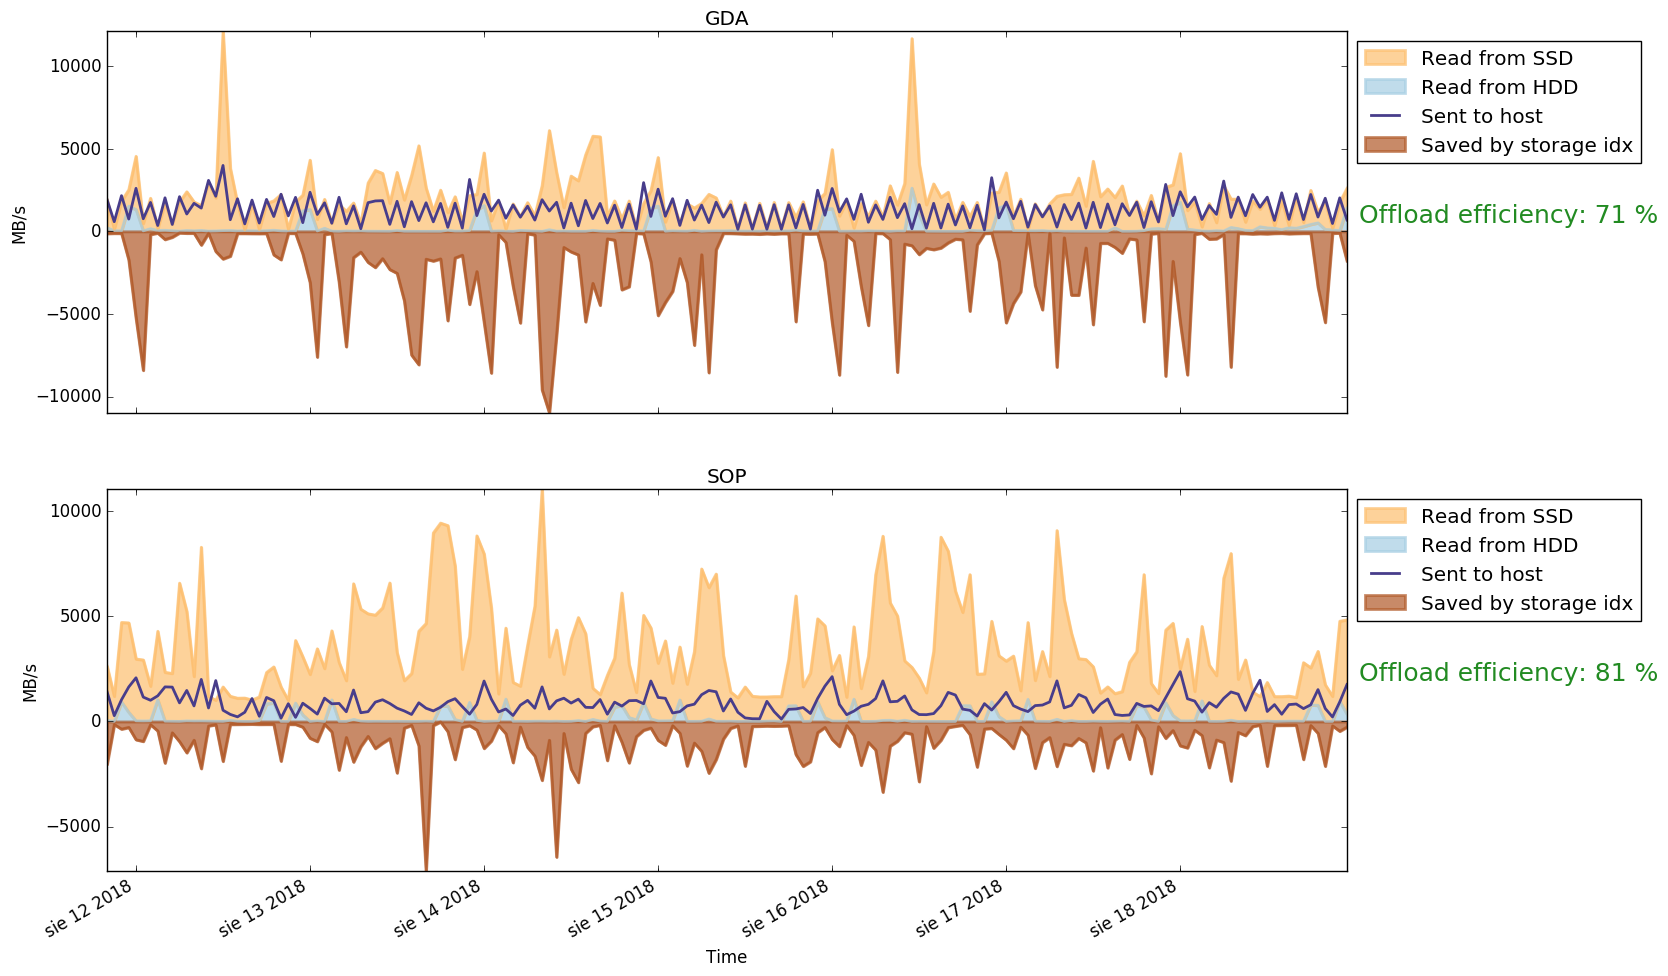 GDA
10000
5000
0
−5000
−10000
MB/s
Read from SSD
Read from HDD
Sent to host
Saved by storage idx
Offload efficiency: 71 %
SOP
10000
5000
0
−5000
MB/s
Read from SSD
Read from HDD
Sent to host
Saved by storage idx
Offload efficiency: 81 %
sie 12 2018
sie 13 2018
sie 14 2018
sie 15 2018
sie 16 2018
sie 17 2018
sie 18 2018
Time